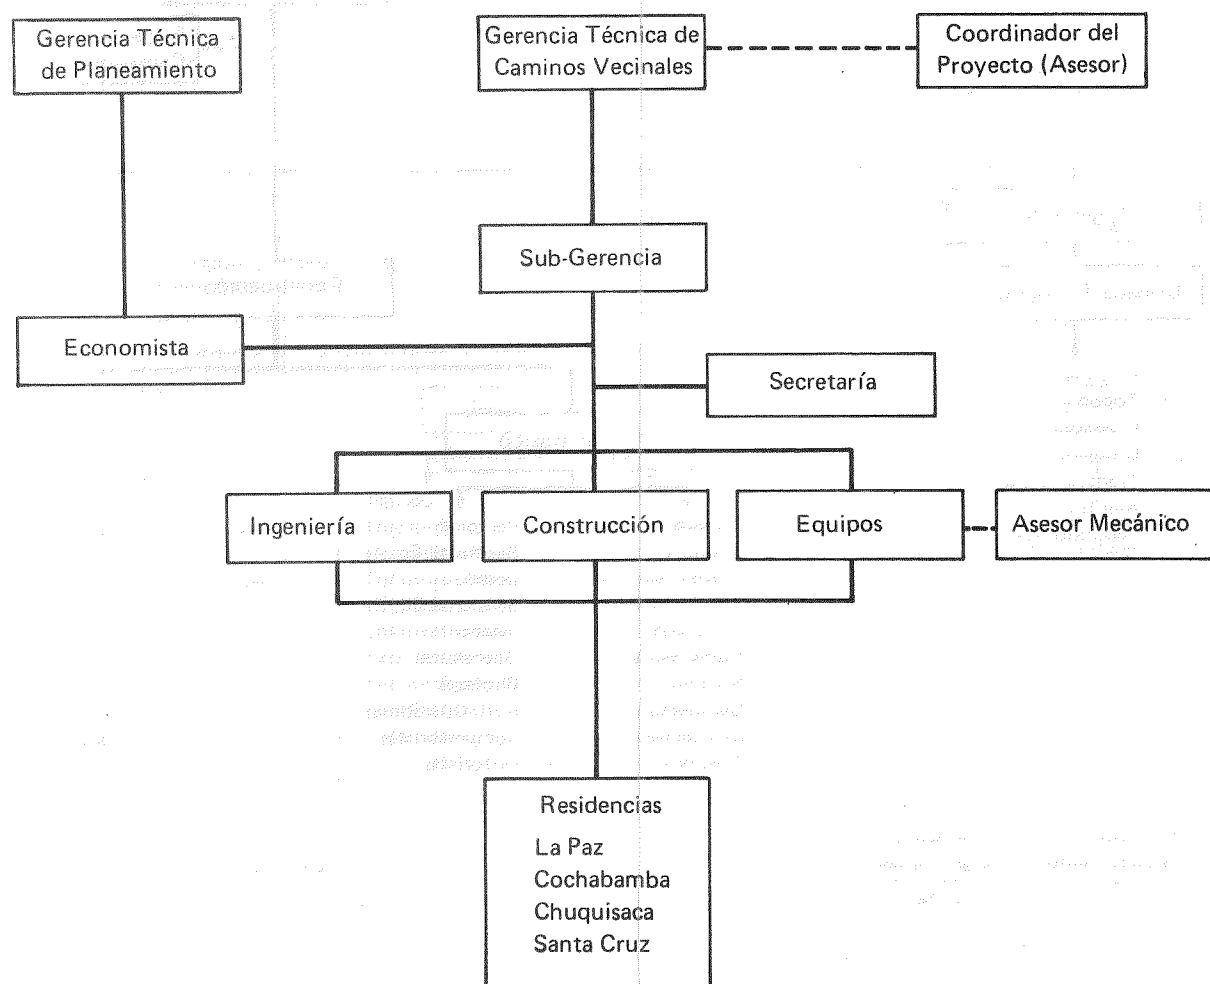 Gerencia Técnica
de Planeamiento
Gerencia Técnica de
Caminos Vecinales
Coordinador del
Proyecto (Asesor)
Sub-Gerencia
Economista
Secretaría
Ingeniería
Construcción
Equipos
Asesor Mecánico
Residencias
La Paz
Cochabamba
Chuquisaca
Santa Cruz